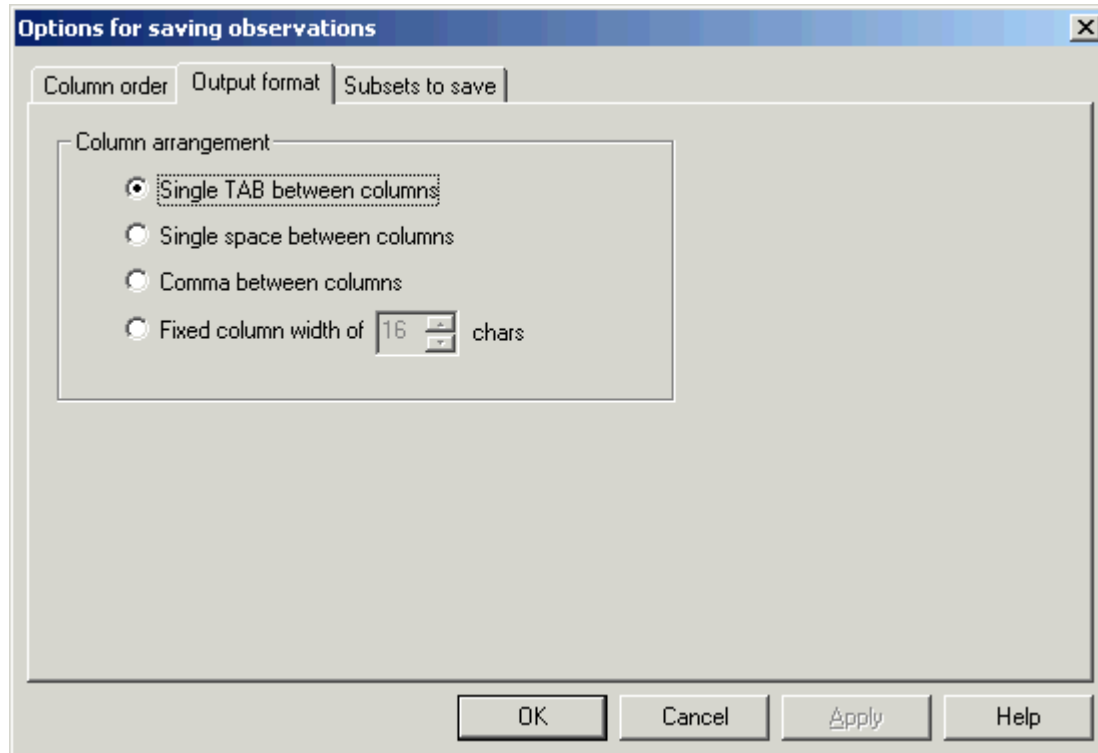 Options for saving observations
Column order Output format Subsets to save
Column arrangement
Single TAB between columns
Single space between columns
Comma between columns
Fixed column width of 16 chars
OK Cancel Apply Help